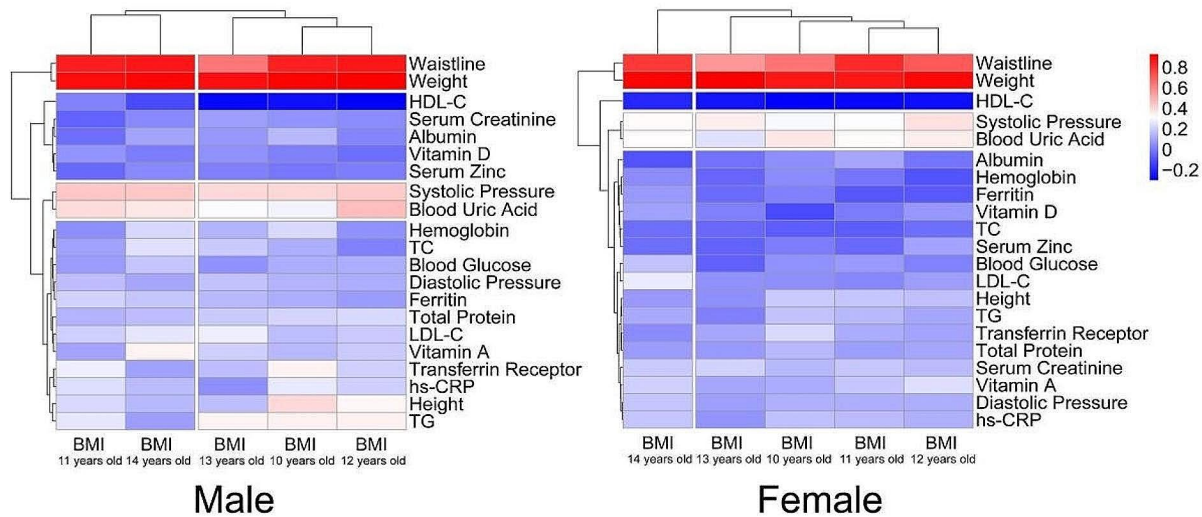 Waistline
Weight
HDL-C
Serum Creatinine
Albumin
Vitamin D
Serum Zinc
Systolic Pressure
Blood Uric Acid
Hemoglobin
TC
Blood Glucose
Diastolic Pressure
Ferritin
Total Protein
LDL-C
Vitamin A
Transferrin Receptor
hs-CRP
Height
TG
BMI BMI BMI BMI BMI
11 years old 14 years old 13 years old 10 years old 12 years old
Male
Waistline
Weight
HDL-C
Systolic Pressure
Blood Uric Acid
Albumin
Hemoglobin
Ferritin
Vitamin D
TC
Serum Zinc
Blood Glucose
LDL-C
Height
TG
Transferrin Receptor
Total Protein
Serum Creatinine
Vitamin A
Diastolic Pressure
hs-CRP
BMI BMI BMI BMI BMI
14 years old 13 years old 10 years old 11 years old 12 years old
Female
0.8
0.6
0.4
0.2
0
−0.2